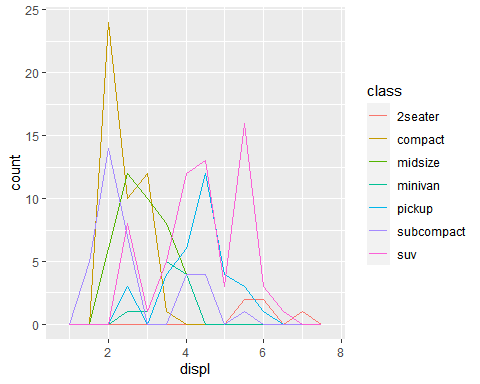 25
20
15
10
5
0
count
2
4
6
8
displ
class
2seater
compact
midsize
minivan
pickup
subcompact
suv